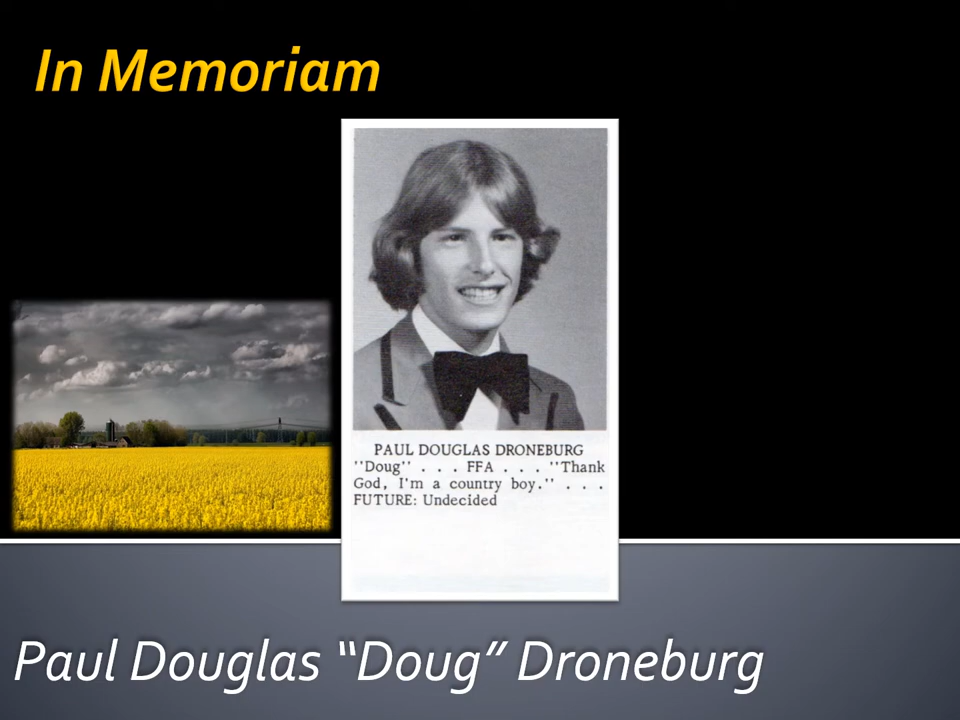 In Memoriam
PAUL DOUGLAS DRONEBURG
''Doug'' . . . FFA . . . ''Thank
God, I'm a country boy.'' . . .
FUTURE: Undecided
Paul Douglas “Doug” Droneburg